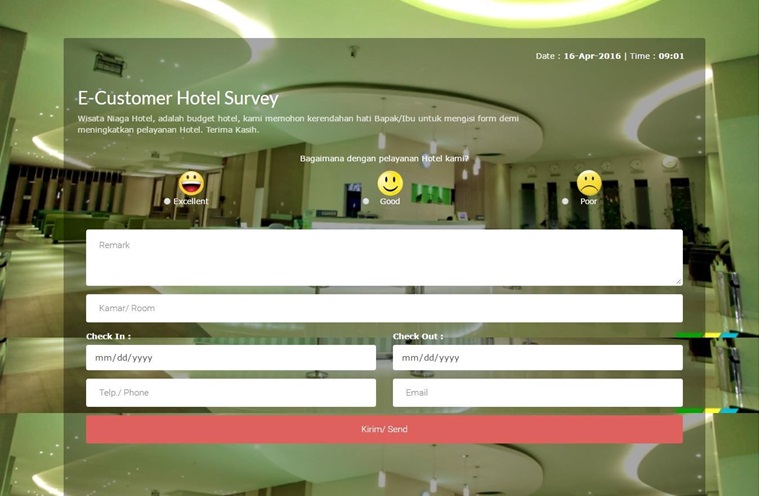 Date : 16-Apr-2016 | Time : 09:01
E-Customer Hotel Survey
Wisata Niaga Hotel, adalah budget hotel, kami memohon kerendahan hati Bapak/Ibu untuk mengisi form demi
meningkatkan pelayanan Hotel. Terima Kasih.
Bagaimana dengan pelayanan Hotel kami?
Excellent Good Poor
Remark
Kamar/ Room
Check In : Check Out :
mm/dd/yyyy mm/dd/yyyy
Telp./ Phone Email
Kirim/ Send